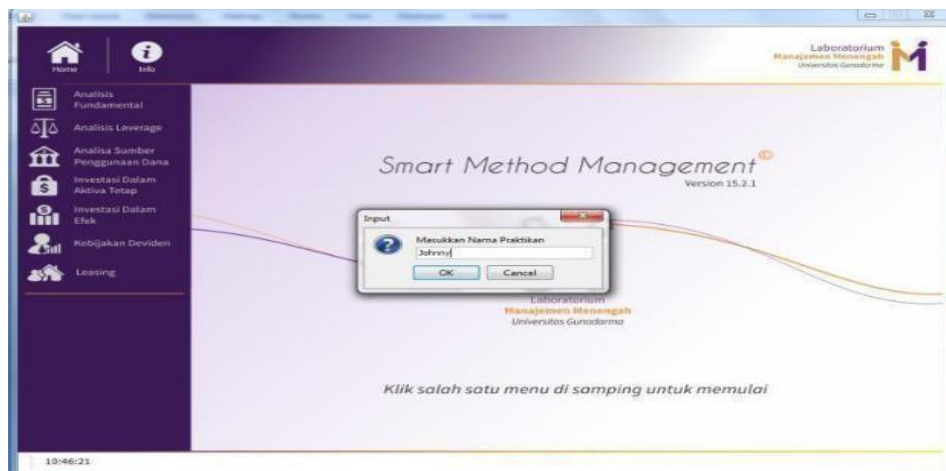 Home
Info
Laboratorium
Manajemen Menengah
Universitas Gunadarma
Analisis
Fundamental
Analisis Leverage
Analisa Sumber
Penggunaan Dana
Investasi Dalam
Aktiva Tetap
Investasi Dalam
Efek
Kebijakan Deviden
Leasing
Smart Method Management©
Version 15.2.1
Input
Masukkan Nama Praktikan
Johnny
OK
Cancel
Laboratorium
Manajemen Menengah
Universitas Gunadarma
Klik salah satu menu di samping untuk memulai
10:46:21